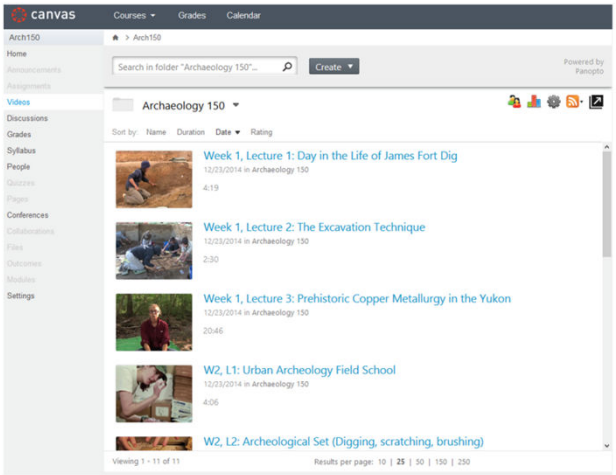 canvas
Courses
Grades
Calendar
Arch150
Arch150
Home
Announcements
Assignments
Videos
Discussions
Grades
Syllabus
People
Quizzes
Pages
Conferences
Collaborations
Files
Outcomes
Modules
Settings
Search in folder "Archaeology 150"...
Create
Powered by
Panopto
Archaeology 150
Sort by: Name Duration Date Rating
Week 1, Lecture 1: Day in the Life of James Fort Dig
12/23/2014 in Archaeology 150
4:19
Week 1, Lecture 2: The Excavation Technique
12/23/2014 in Archaeology 150
2:30
Week 1, Lecture 3: Prehistoric Copper Metallurgy in the Yukon
12/23/2014 in Archaeology 150
20:46
W2, L1: Urban Archeology Field School
12/23/2014 in Archaeology 150
4:06
W2, L2: Archeological Set (Digging, scratching, brushing)
Viewing 1 - 11 of 11
Results per page: 10 | 25 | 50 | 150 | 250